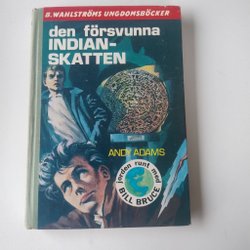 B. WAHLSTRÖMS UNGDOMSBÖCKER
den försvunna
INDIAN-
SKATTEN
ANDY ADAMS
jorden runt med
BILL BRUCE